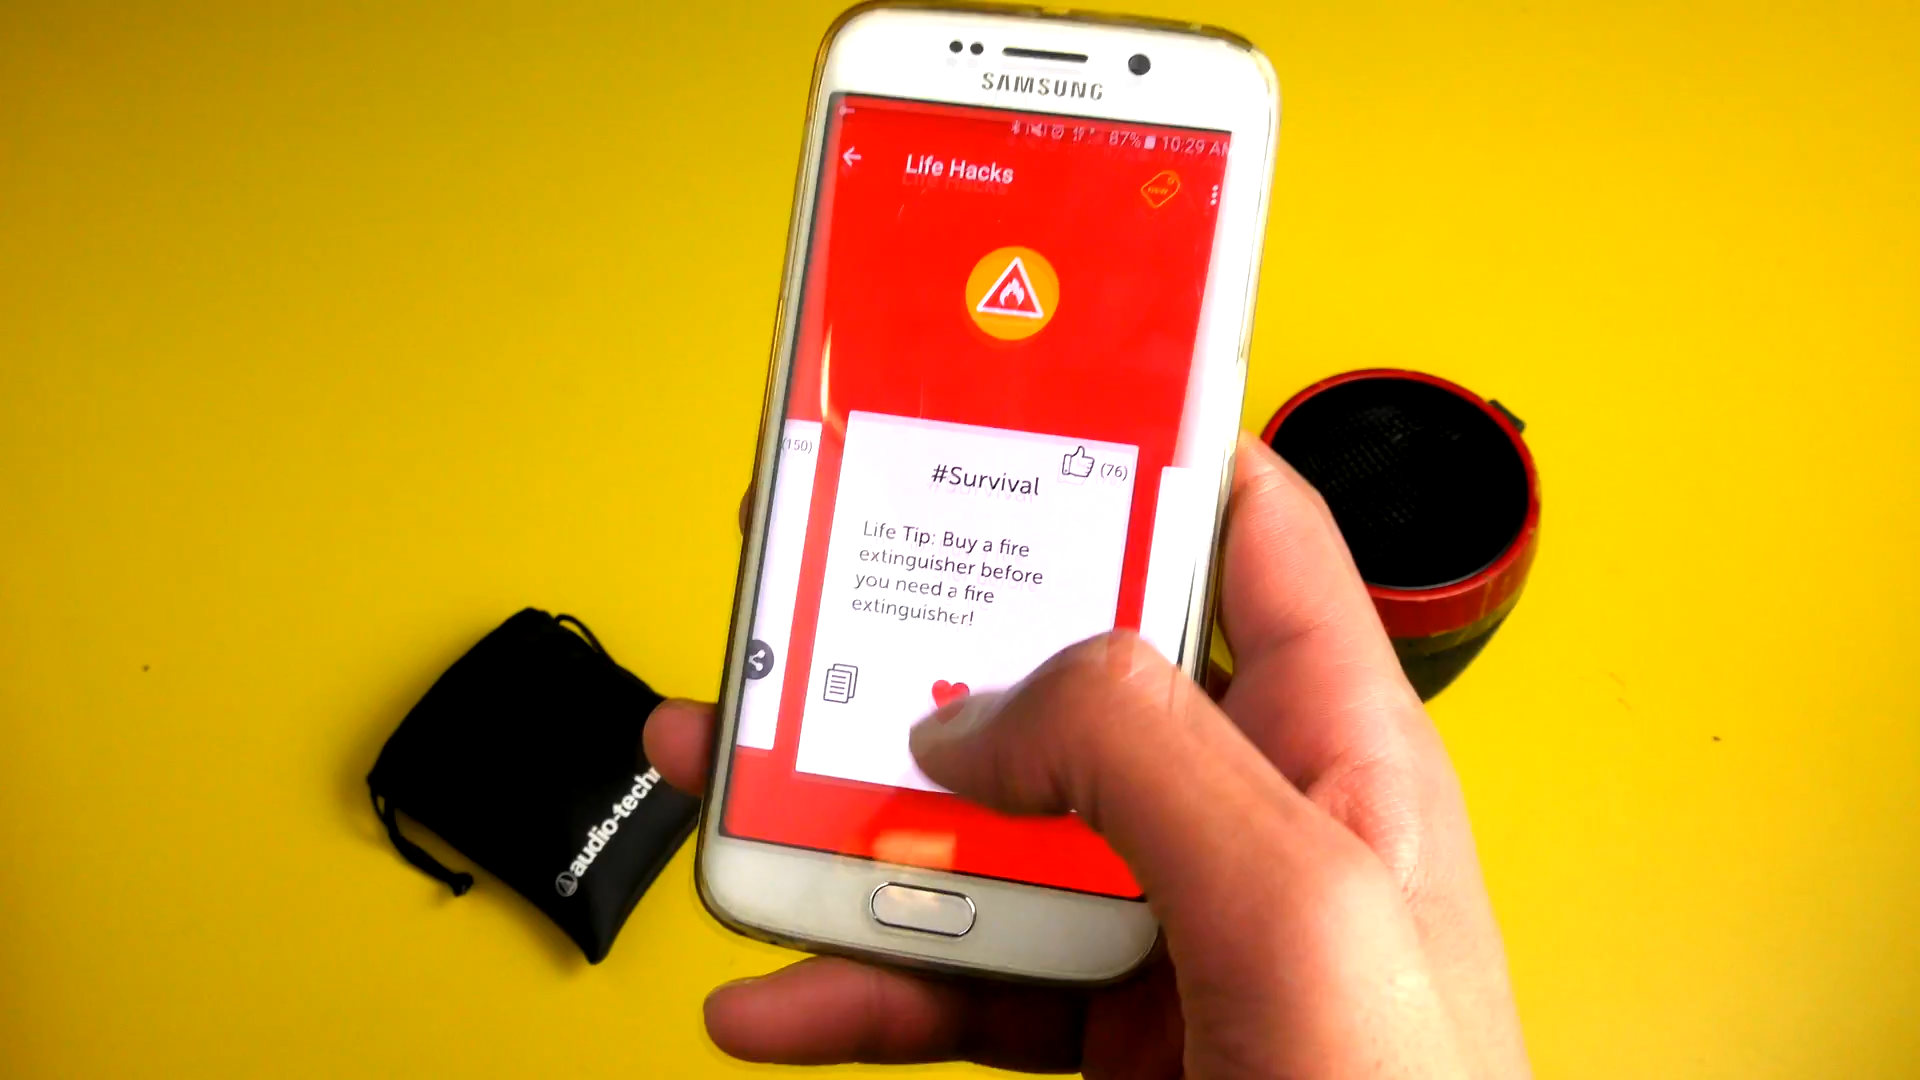 SAMSUNG
87% 10:29 AM
Life Hacks
new
(150)
(76)
#Survival
Life Tip: Buy a fire
extinguisher before
you need a fire
extinguisher!
audio-techn